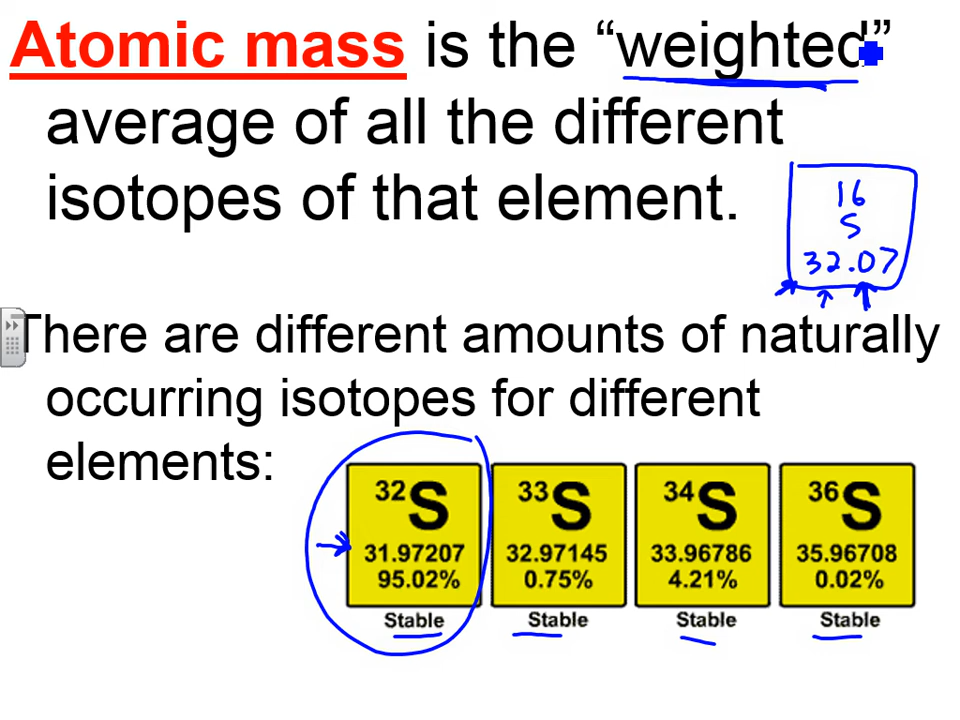 Atomic mass is the “weighted”
average of all the different
isotopes of that element.
16
S
32.07
There are different amounts of naturally
occurring isotopes for different
elements:
32S 33S 34S 36S
31.97207 32.97145 33.96786 35.96708
95.02% 0.75% 4.21% 0.02%
Stable Stable Stable Stable